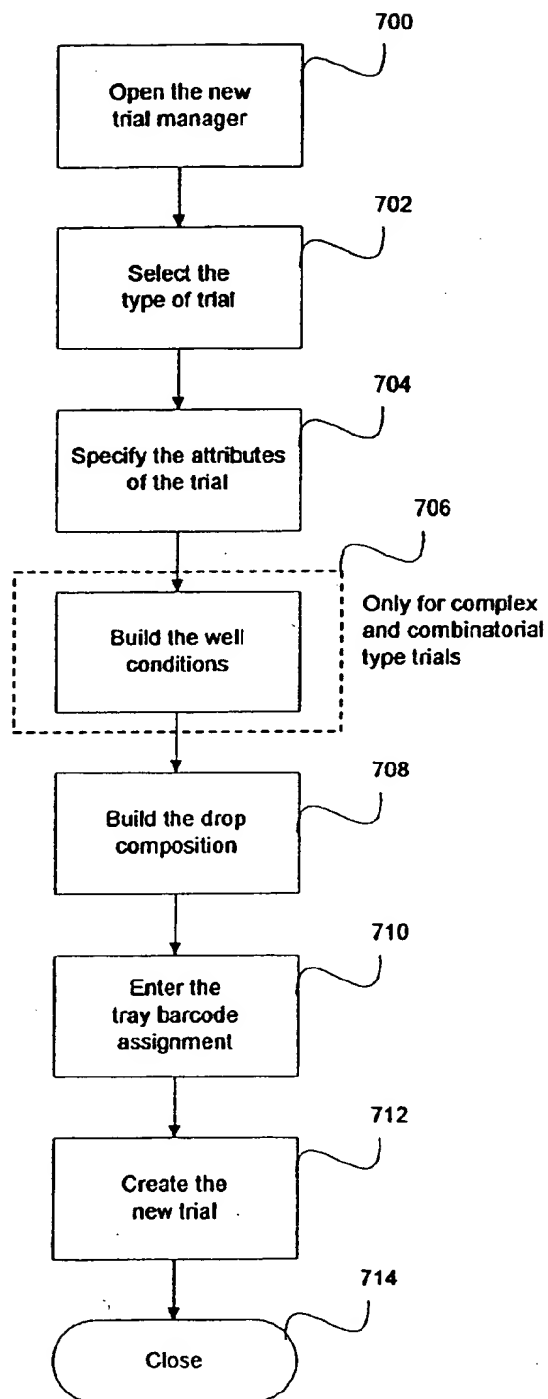 700
Open the new
trial manager
702
Select the
type of trial
704
Specify the attributes
of the trial
706
Only for complex
and combinatorial
type trials
Build the well
conditions
708
Build the drop
composition
710
Enter the
tray barcode
assignment
712
Create the
new trial
714
Close